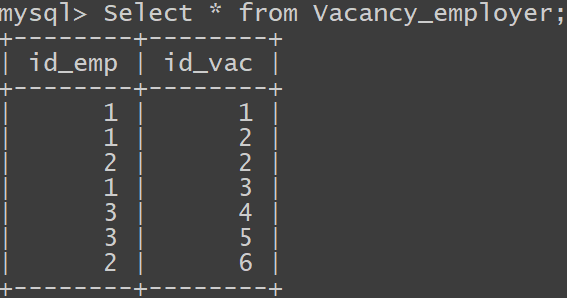 mysql> Select * from Vacancy_employer;
+--------+--------+
| id_emp | id_vac |
+--------+--------+
|      1 |      1 |
|      1 |      2 |
|      2 |      2 |
|      1 |      3 |
|      3 |      4 |
|      3 |      5 |
|      2 |      6 |
+--------+--------+